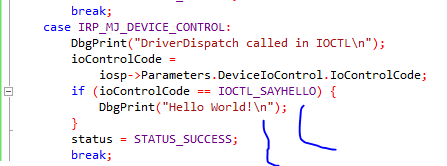 break;
case IRP_MJ_DEVICE_CONTROL:
DbgPrint("DriverDispatch called in IOCTL\n");
ioControlCode =
iosp->Parameters.DeviceIoControl.IoControlCode;
if (ioControlCode == IOCTL_SAYHELLO) {
DbgPrint("Hello World!\n");
}
status = STATUS_SUCCESS;
break;